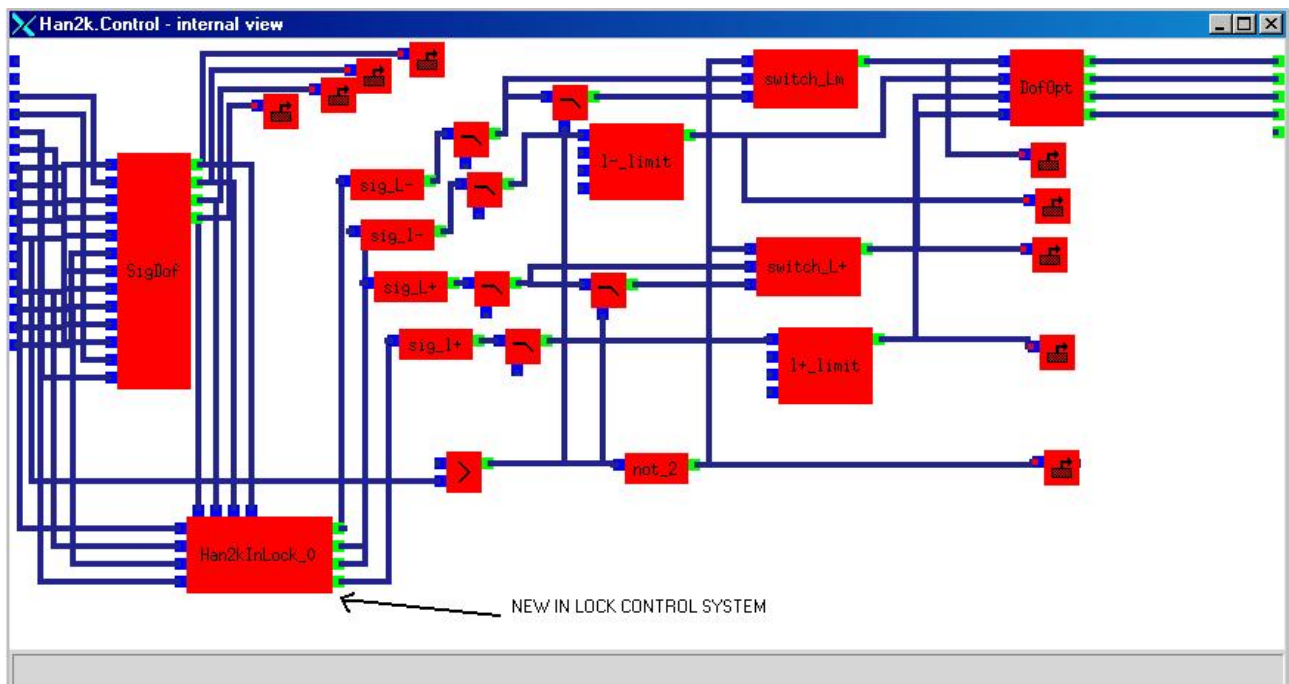 Han2k.Control - internal view
switch_Lm
DofOpt
l-_limit
sig_L-
sig_l-
SigDof
switch_L+
sig_L+
sig_l+
l+_limit
>
not_2
Han2kInLock_0
NEW IN LOCK CONTROL SYSTEM